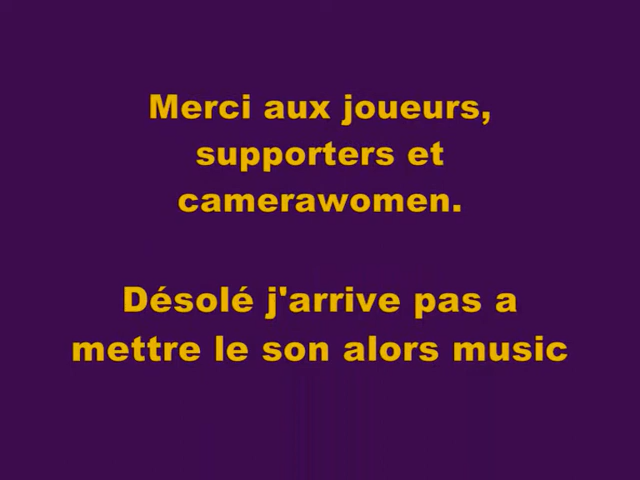 Merci aux joueurs,
supporters et
camerawomen.
Désolé j'arrive pas a
mettre le son alors music